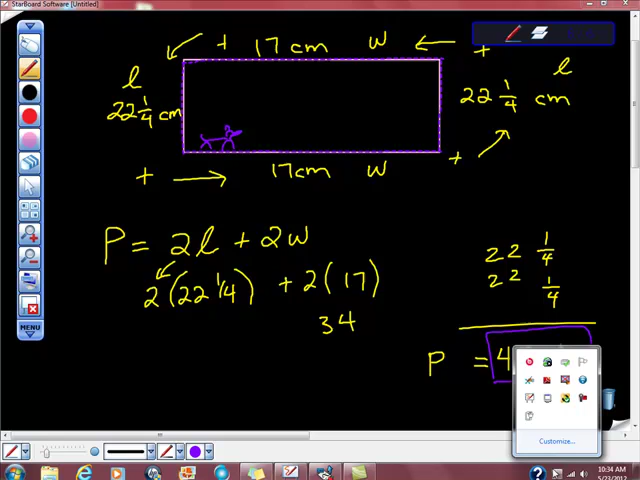 StarBoard Software [Untitled]
+ 17 cm w +
l l
22 1/4 cm 22 1/4 cm
+ 17cm w +
P = 2l + 2w
2(22 1/4) + 2(17)
34
22 1/4
22 1/4
P = 4
Customize...
MENU
10:34 AM
5/23/2012